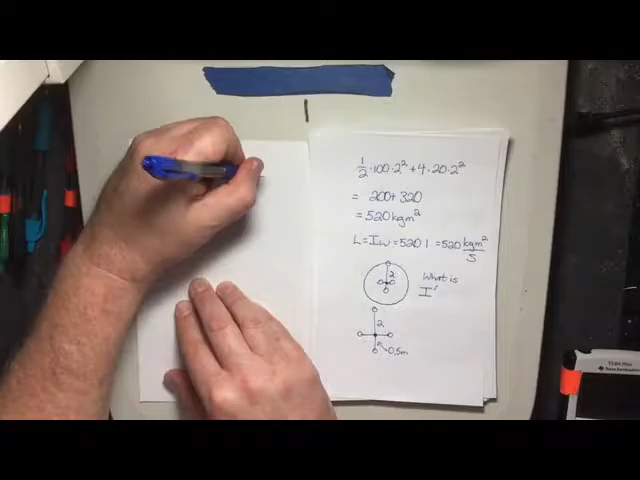 1/2 · 100 · 2² + 4 · 20 · 2²
= 200 + 320
= 520 kgm²
L = Iω = 520 1 = 520 kgm²/s
2
What is
I'
2
0,5m